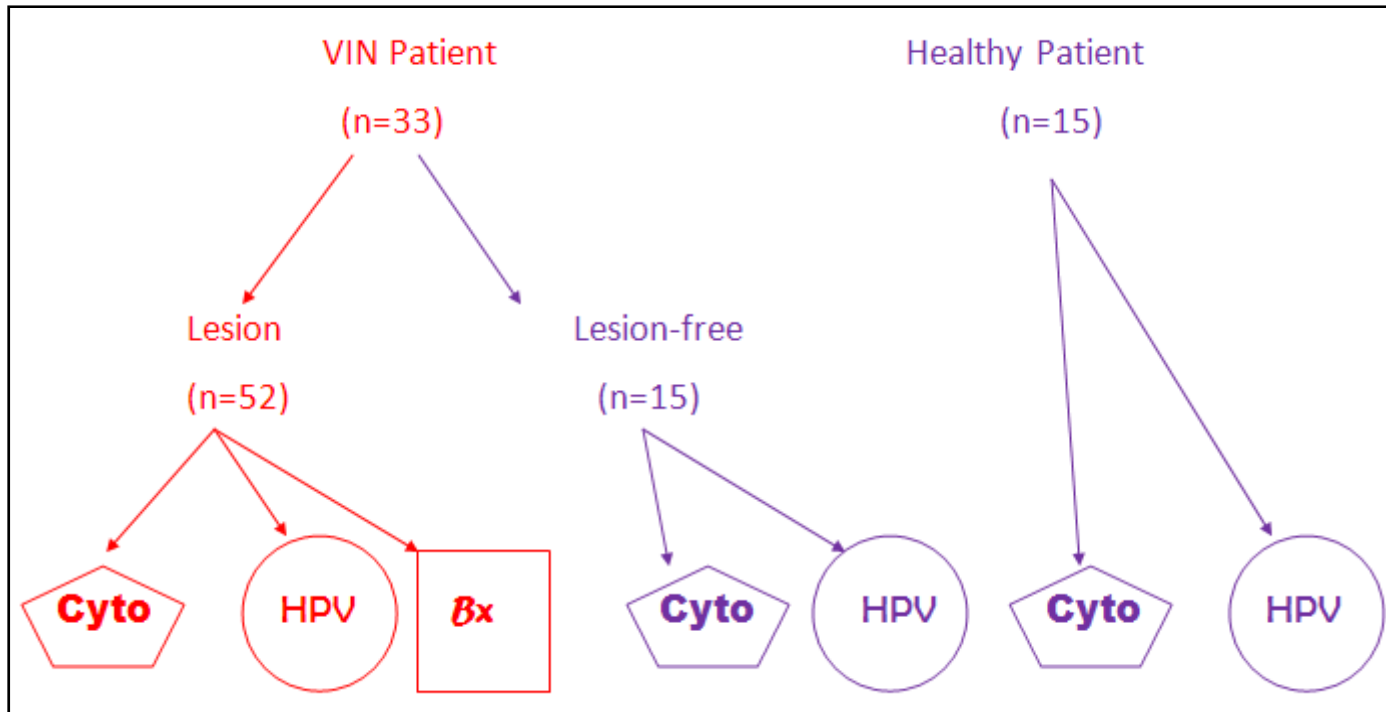 VIN Patient
(n=33)
Healthy Patient
(n=15)
Lesion
(n=52)
Lesion-free
(n=15)
Cyto
HPV
Bx
Cyto
HPV
Cyto
HPV